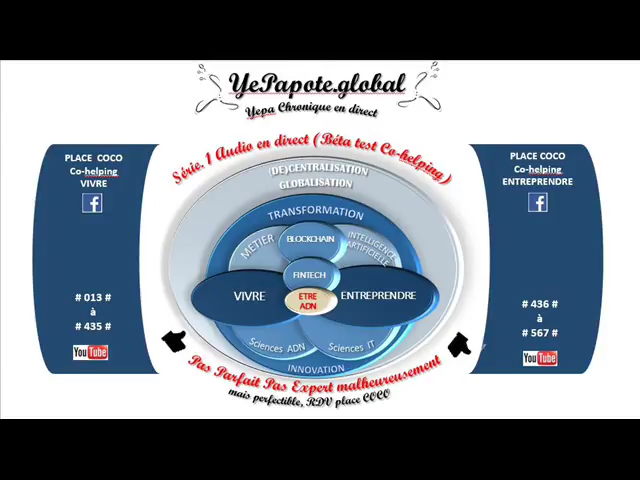 YePapote.global
Yepa Chronique en direct
Série. 1 Audio en direct ( Béta test Co-helping)
PLACE COCO
Co-helping
VIVRE
f
# 013 #
à
# 435 #
YouTube
(DE)CENTRALISATION
GLOBALISATION
TRANSFORMATION
METIER
BLOCKCHAIN
INTELLIGENCE
ARTIFICIELLE
FINTECH
VIVRE
ETRE
ADN
ENTREPRENDRE
Sciences ADN
Sciences IT
INNOVATION
PLACE COCO
Co-helping
ENTREPRENDRE
f
# 436 #
à
# 567 #
YouTube
Pas Parfait Pas Expert malheureusement
mais perfectible, RDV place COCO